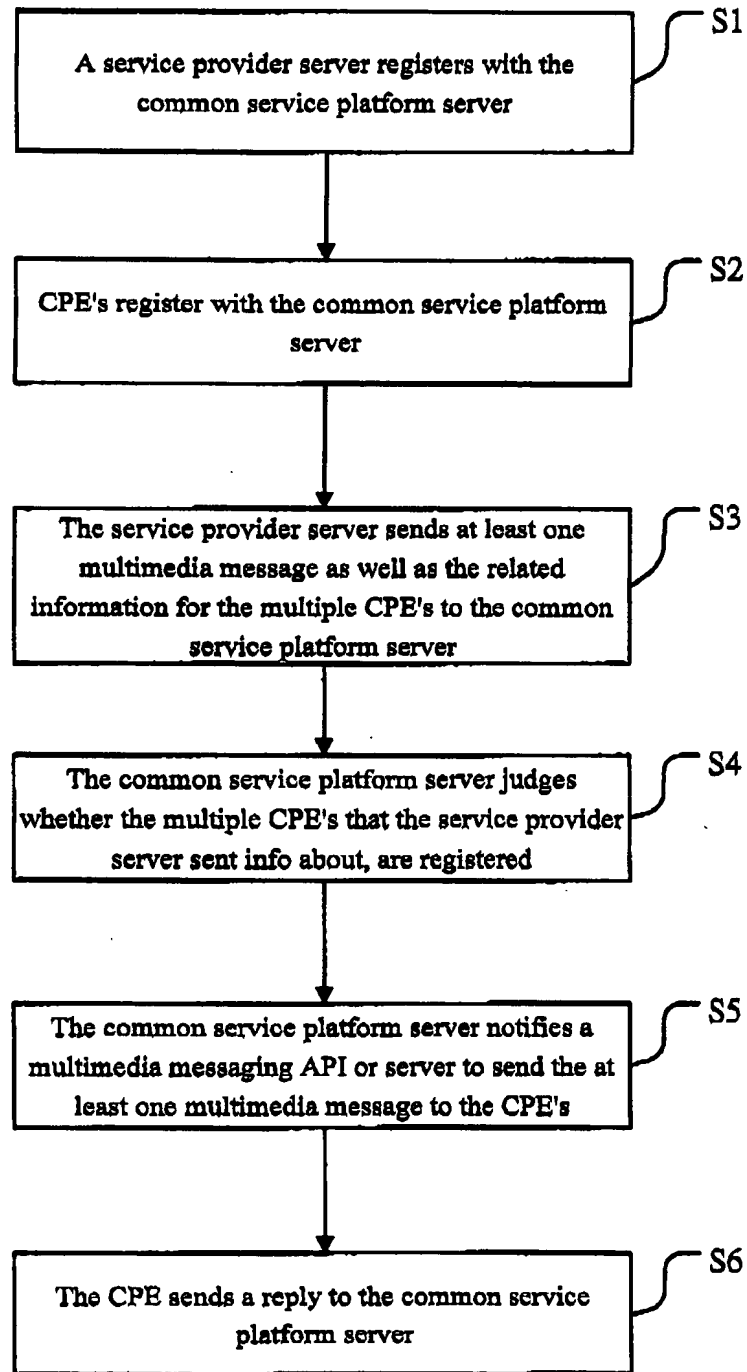 S1
A service provider server registers with the
common service platform server
S2
CPE's register with the common service platform
server
S3
The service provider server sends at least one
multimedia message as well as the related
information for the multiple CPE's to the common
service platform server
S4
The common service platform server judges
whether the multiple CPE's that the service provider
server sent info about, are registered
S5
The common service platform server notifies a
multimedia messaging API or server to send the at
least one multimedia message to the CPE's
S6
The CPE sends a reply to the common service
platform server